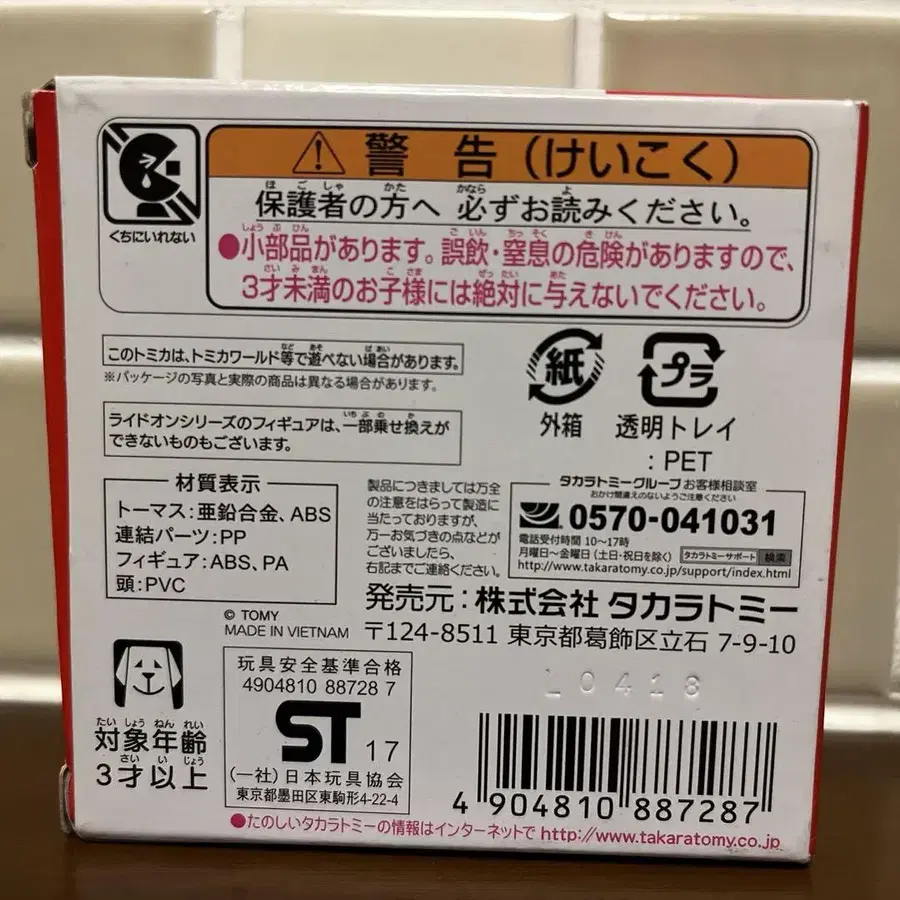 警 告(けいこく)
くちにいれない
保護者の方へ 必ずお読みください。
●小部品があります。誤飲・窒息の危険がありますので、
3才未満のお子様には絶対に与えないでください。
このトミカは、トミカワールド等で遊べない場合があります。
※パッケージの写真と実際の商品は異なる場合があります。
ライドオンシリーズのフィギュアは、一部乗せ換えが
できないものもございます。
紙
外箱
プラ
透明トレイ
:PET
材質表示
トーマス:亜鉛合金、ABS
連結パーツ:PP
フィギュア:ABS、PA
頭:PVC
製品につきましては万全
の注意をはらって製造に
当たっておりますが、
万一お気づきの点などが
ございましたら、
右記までご連絡ください。
タカラトミーグループ お客様相談室
おかけ間違えのないようご注意ください
0570-041031
電話受付時間 10~17時
月曜日~金曜日(土・祝日を除く)
タカラトミーサポート 検索
http://www.takaratomy.co.jp/support/index.html
© TOMY
MADE IN VIETNAM
発売元:株式会社 タカラトミー
〒124-8511 東京都葛飾区立石 7-9-10
対象年齢
3才以上
玩具安全基準合格
4904810 88728 7
ST 17
(一社)日本玩具協会
東京都墨田区東駒形4-22-4
L0418
4 904810 887287
●たのしいタカラトミーの情報はインターネットで http://www.takaratomy.co.jp